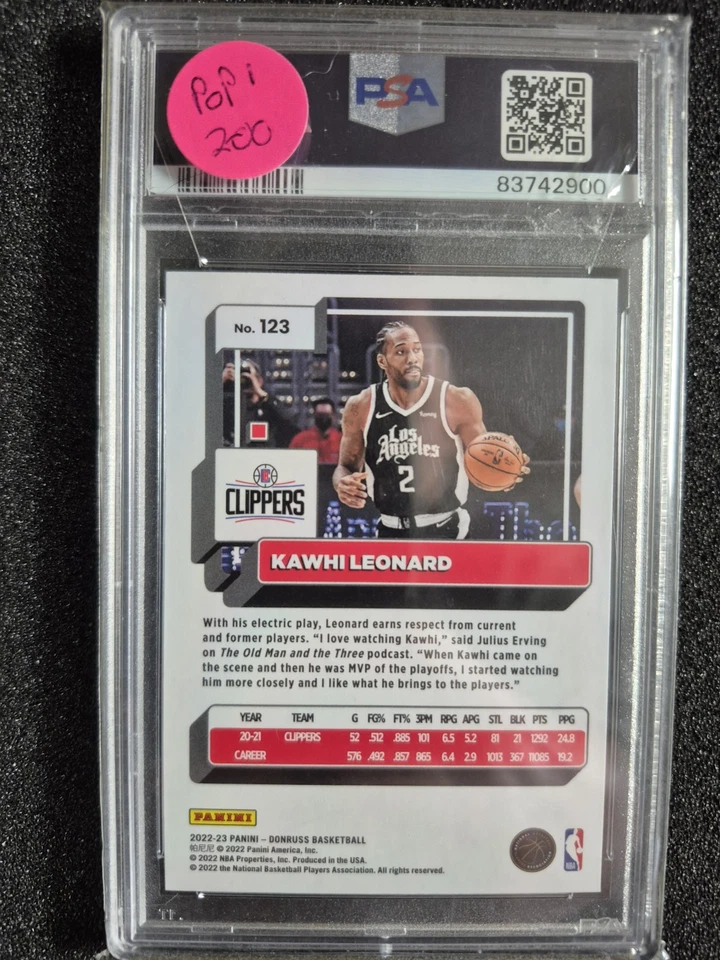 POP 1
200
PSA
83742900
No. 123
Los
Angeles
2
CLIPPERS
KAWHI LEONARD
With his electric play, Leonard earns respect from current
and former players. “I love watching Kawhi,” said Julius Erving
on The Old Man and the Three podcast. “When Kawhi came on
the scene and then he was MVP of the playoffs, I started watching
him more closely and I like what he brings to the players.”
YEAR TEAM G FG% FT% 3PM RPG APG STL BLK PTS PPG
20-21 CLIPPERS 52 .512 .885 101 6.5 5.2 81 21 1292 24.8
CAREER 576 .492 .857 865 6.4 2.9 1013 367 11085 19.2
PANINI
2022-23 PANINI – DONRUSS BASKETBALL
帕尼尼 © 2022 Panini America, Inc.
© 2022 NBA Properties, Inc. Produced in the USA.
© 2022 the National Basketball Players Association. All rights reserved.
NBA